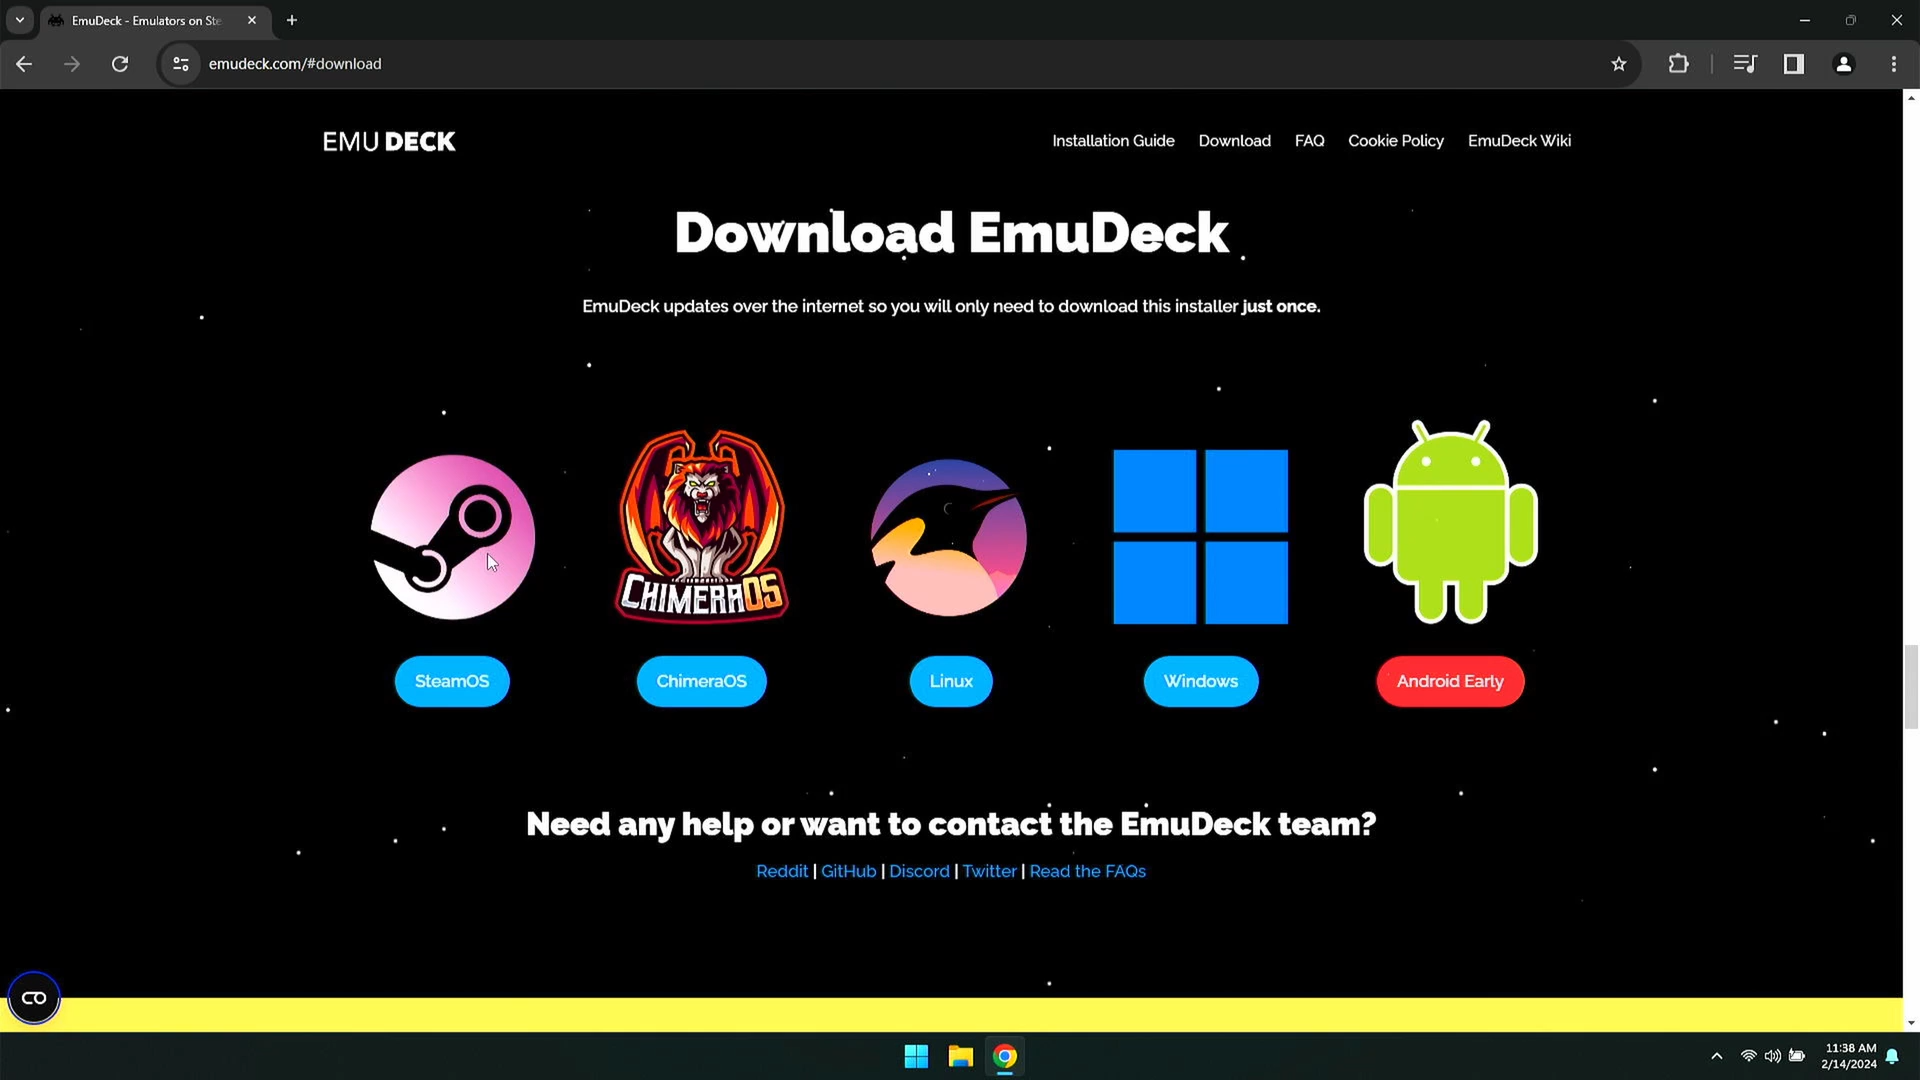 EmuDeck - Emulators on Ste
emudeck.com/#download
EMU DECK
Installation Guide Download FAQ Cookie Policy EmuDeck Wiki
Download EmuDeck
EmuDeck updates over the internet so you will only need to download this installer just once.
CHIMERAOS
SteamOS ChimeraOS Linux Windows Android Early
Need any help or want to contact the EmuDeck team?
Reddit | GitHub | Discord | Twitter | Read the FAQs
11:38 AM
2/14/2024